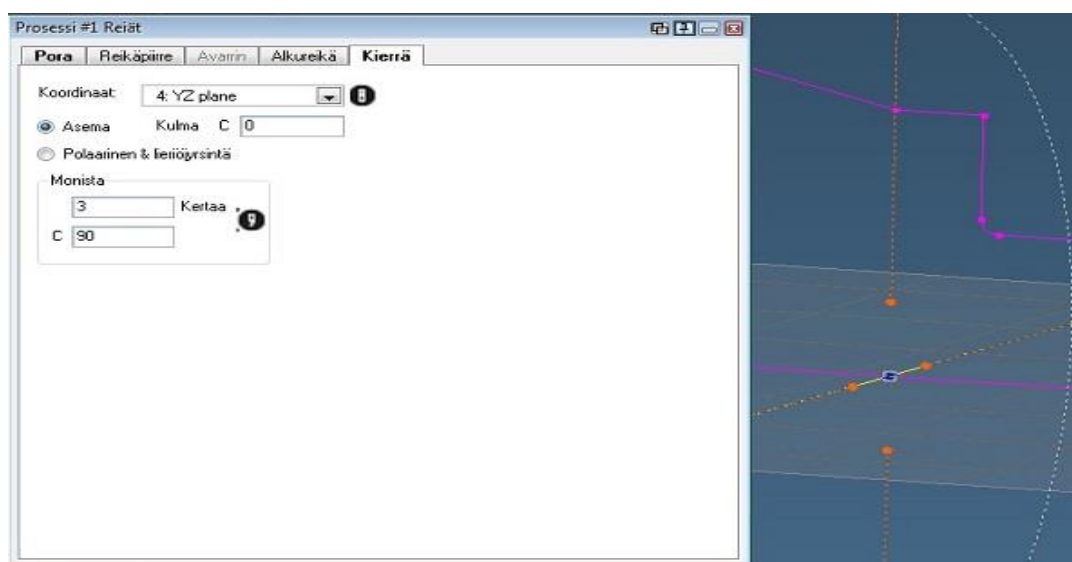 Prosessi #1 Reiät
Pora Reikäpiirre Avarrin Alkureikä Kierrä
Koordinaat: 4: YZ plane 8
Asema Kulma C 0
Polaarinen & lieriöjyrsintä
Monista
3 Kertaa 9
C 90